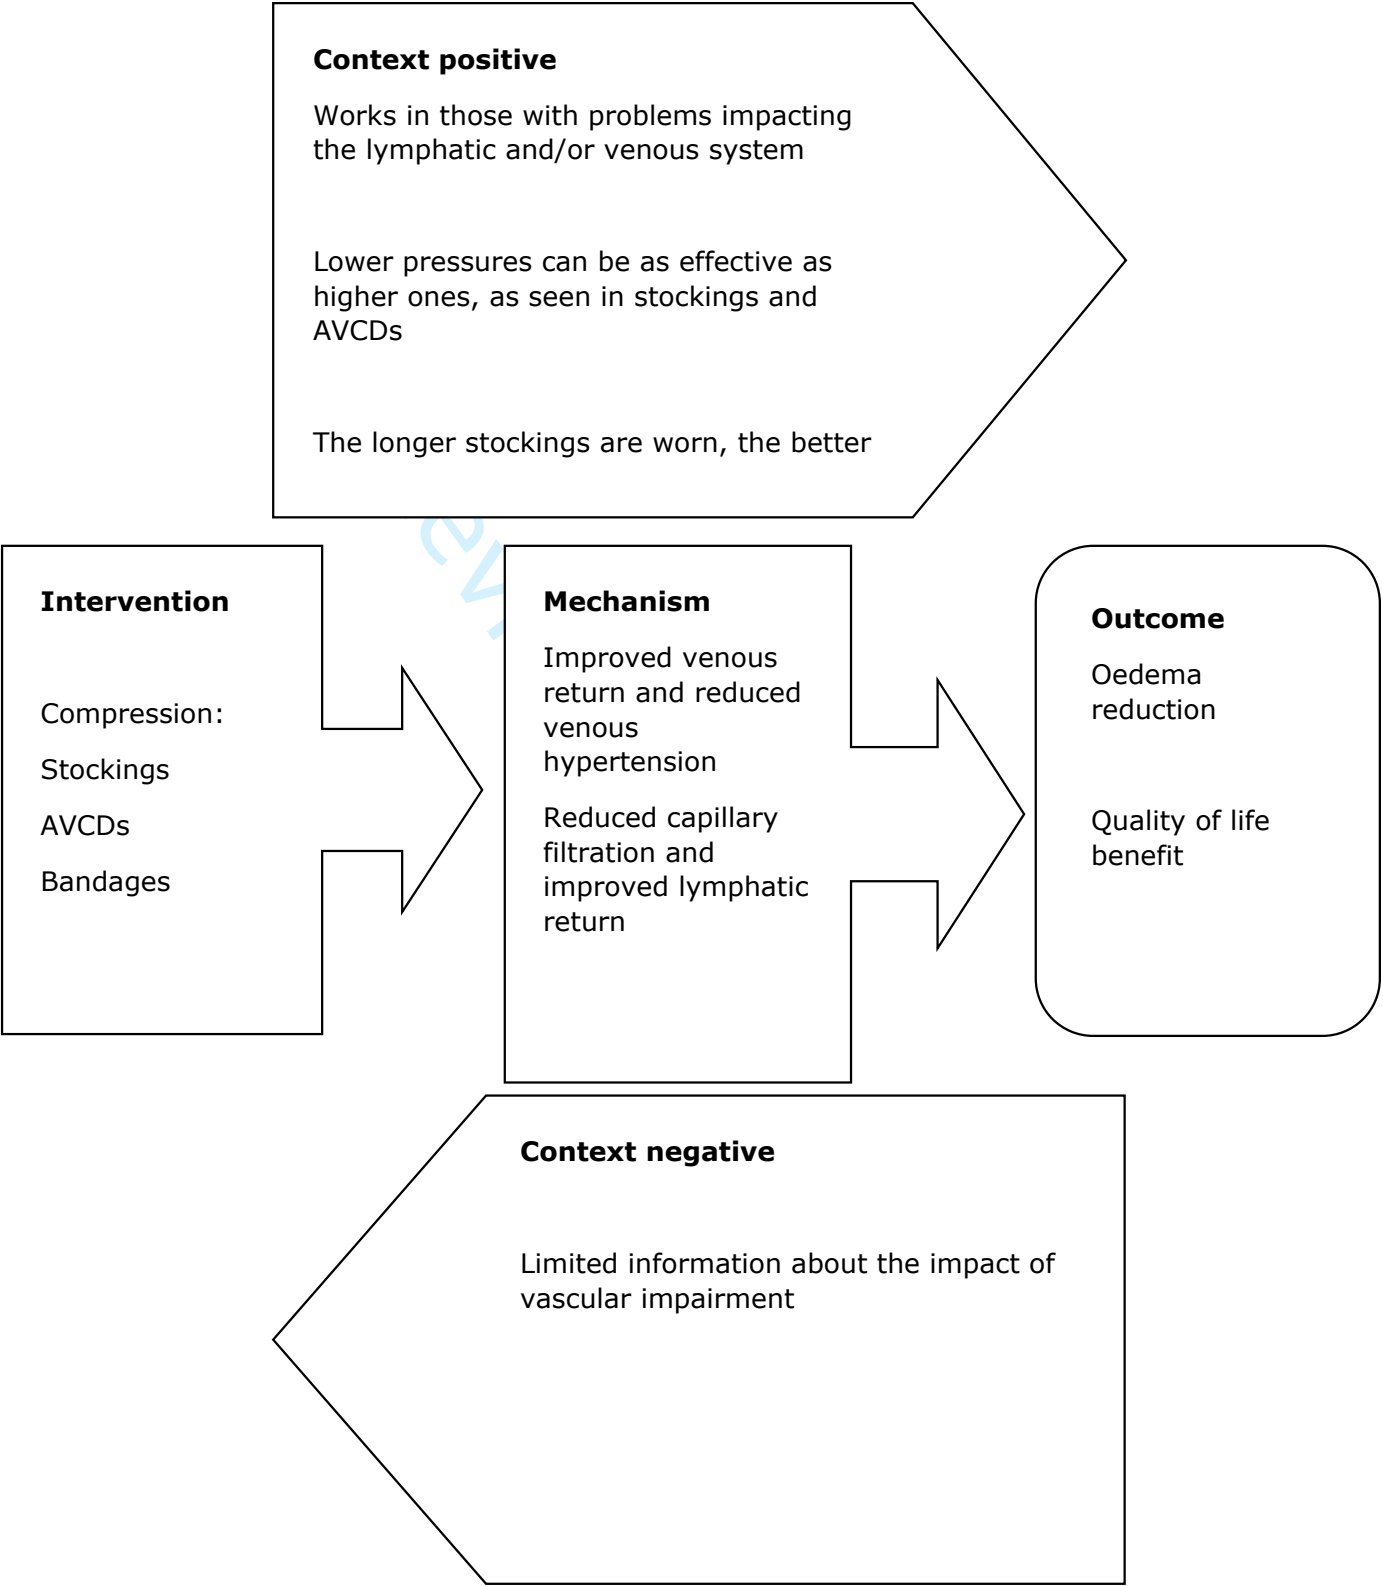 Context positive
Works in those with problems impacting
the lymphatic and/or venous system
Lower pressures can be as effective as
higher ones, as seen in stockings and
AVCDs
The longer stockings are worn, the better
Intervention
Compression:
Stockings
AVCDs
Bandages
Mechanism
Improved venous
return and reduced
venous
hypertension
Reduced capillary
filtration and
improved lymphatic
return
Outcome
Oedema
reduction
Quality of life
benefit
Context negative
Limited information about the impact of
vascular impairment